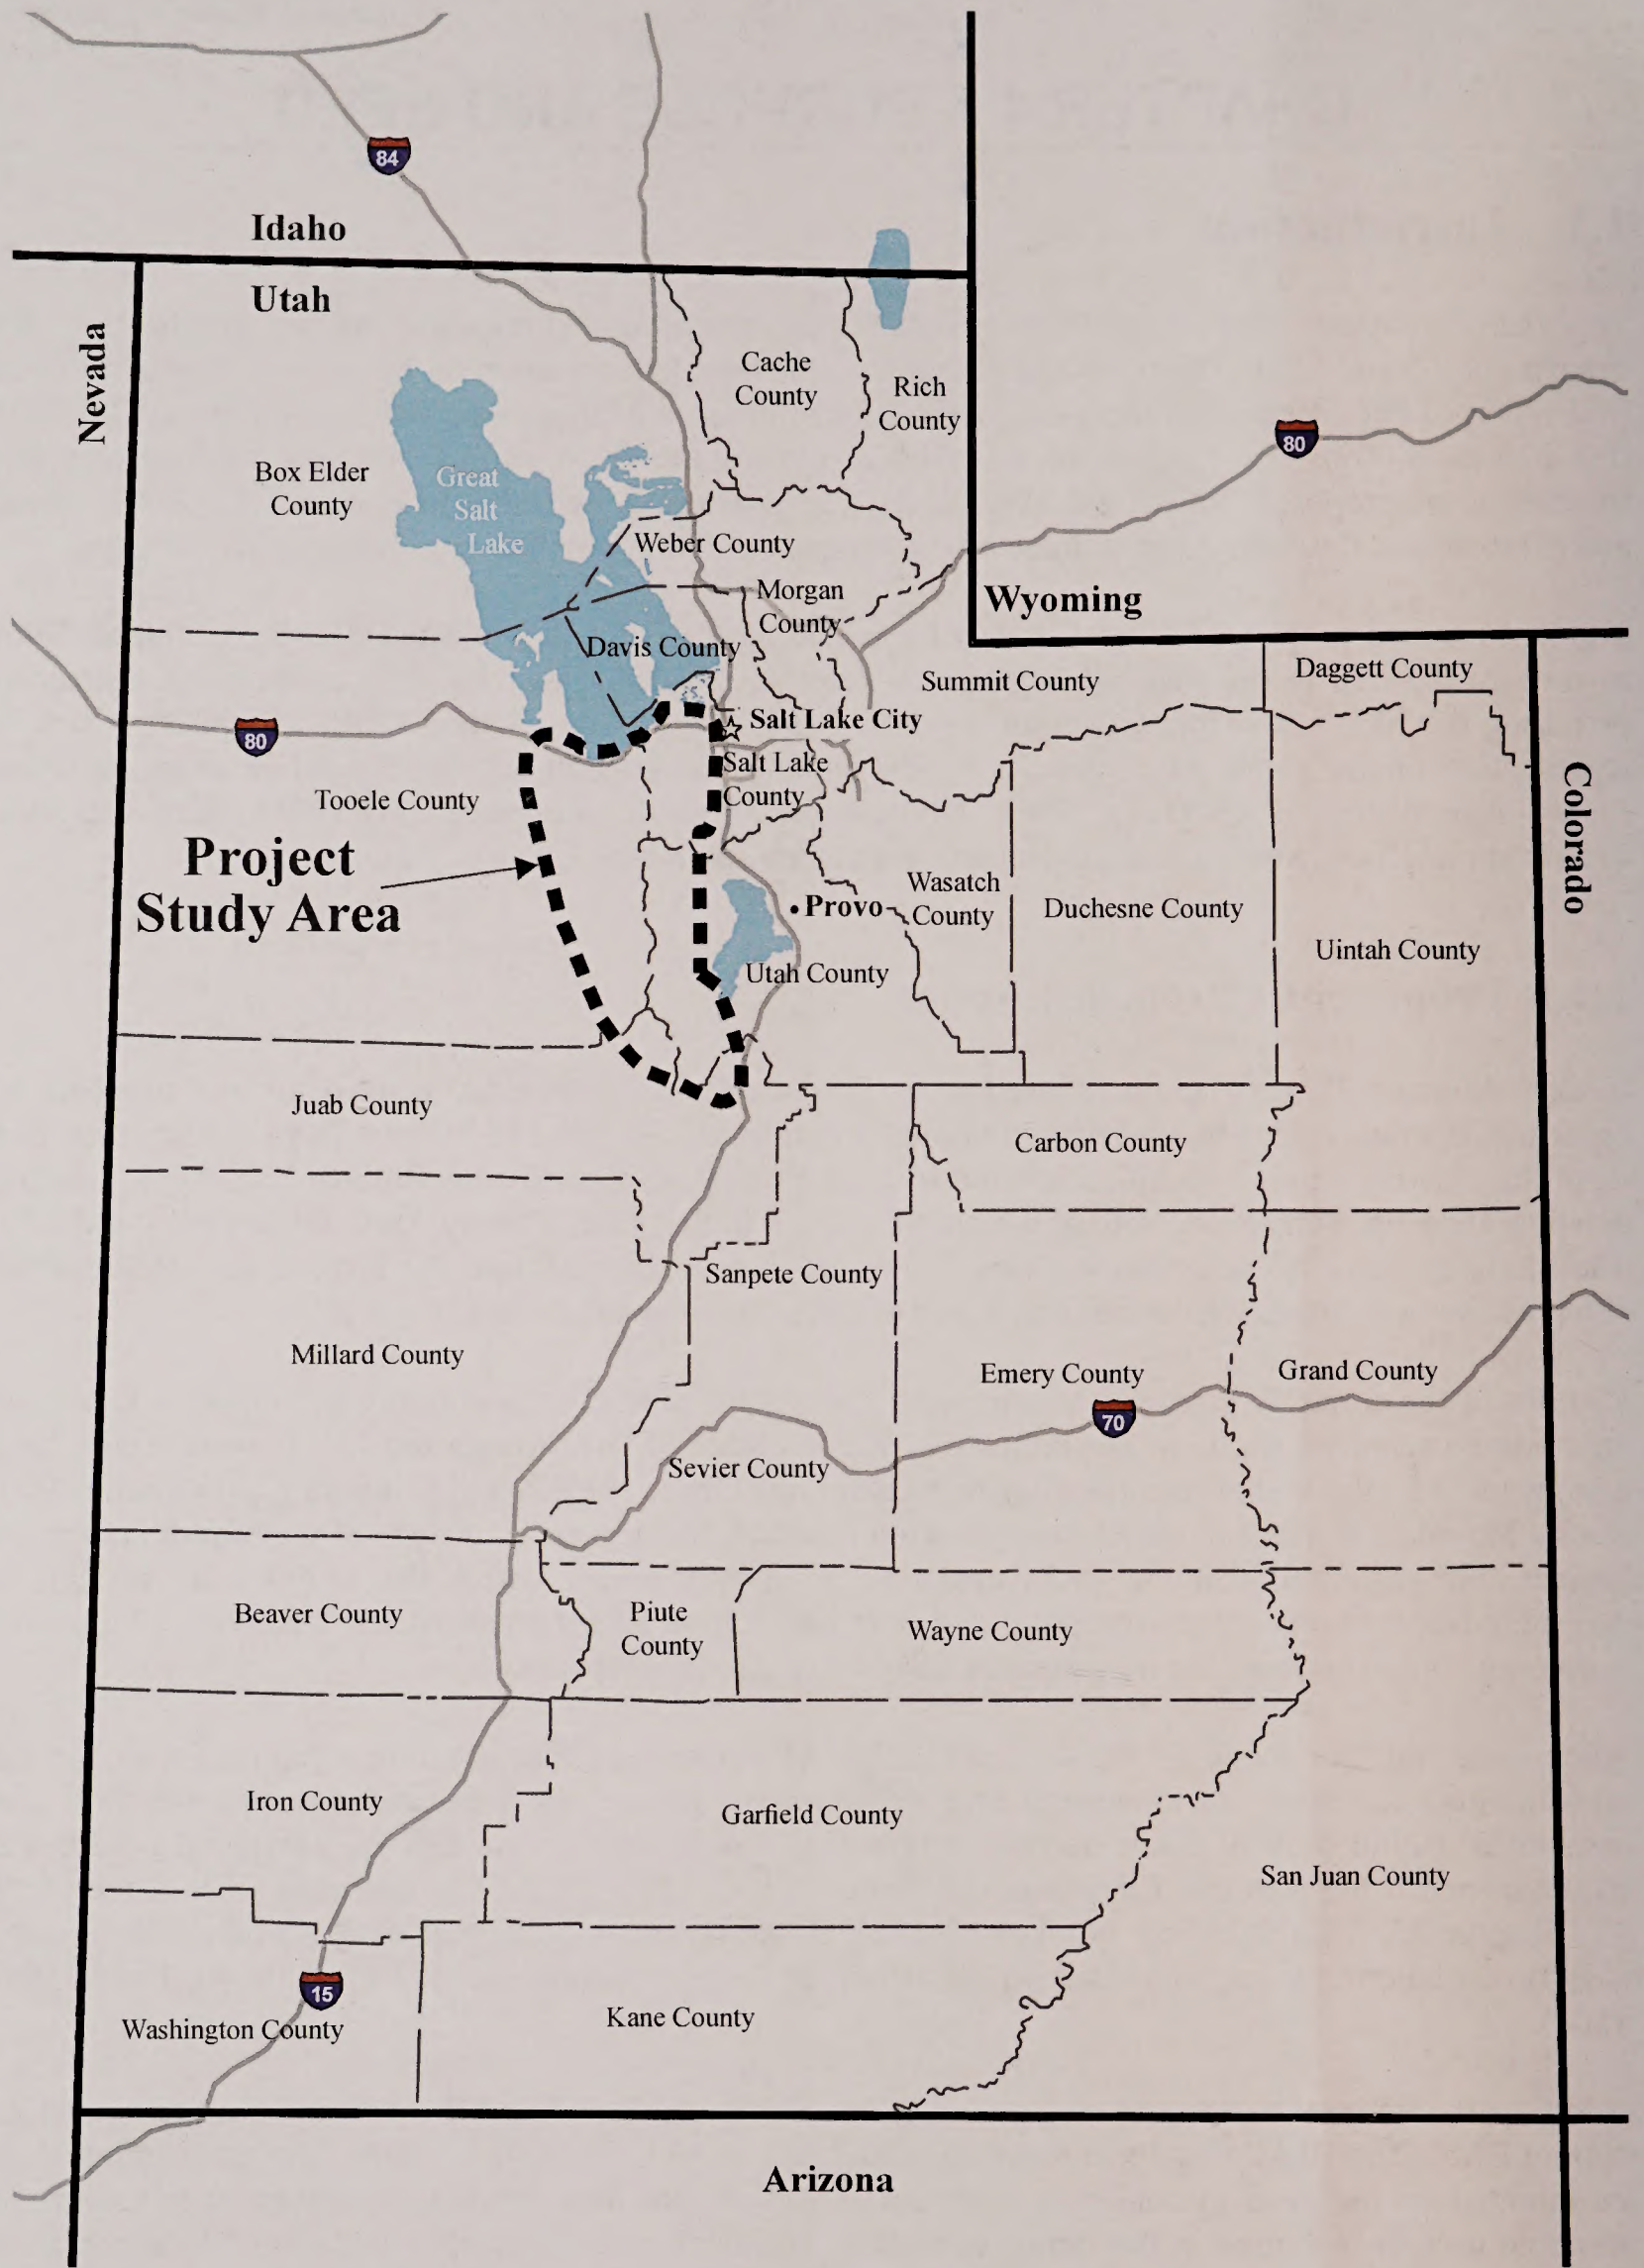 84
Idaho
Utah
Nevada
Cache
County
Rich
County
80
Box Elder
County
Great
Salt
Lake
Weber County
Morgan
County
Wyoming
Davis County
Summit County
Daggett County
Salt Lake City
80
Salt Lake
County
Tooele County
Colorado
Project
Study Area
Provo
Wasatch
County
Duchesne County
Uintah County
Utah County
Juab County
Carbon County
Sanpete County
Millard County
Emery County
Grand County
70
Sevier County
Beaver County
Piute
County
Wayne County
Iron County
Garfield County
San Juan County
15
Washington County
Kane County
Arizona